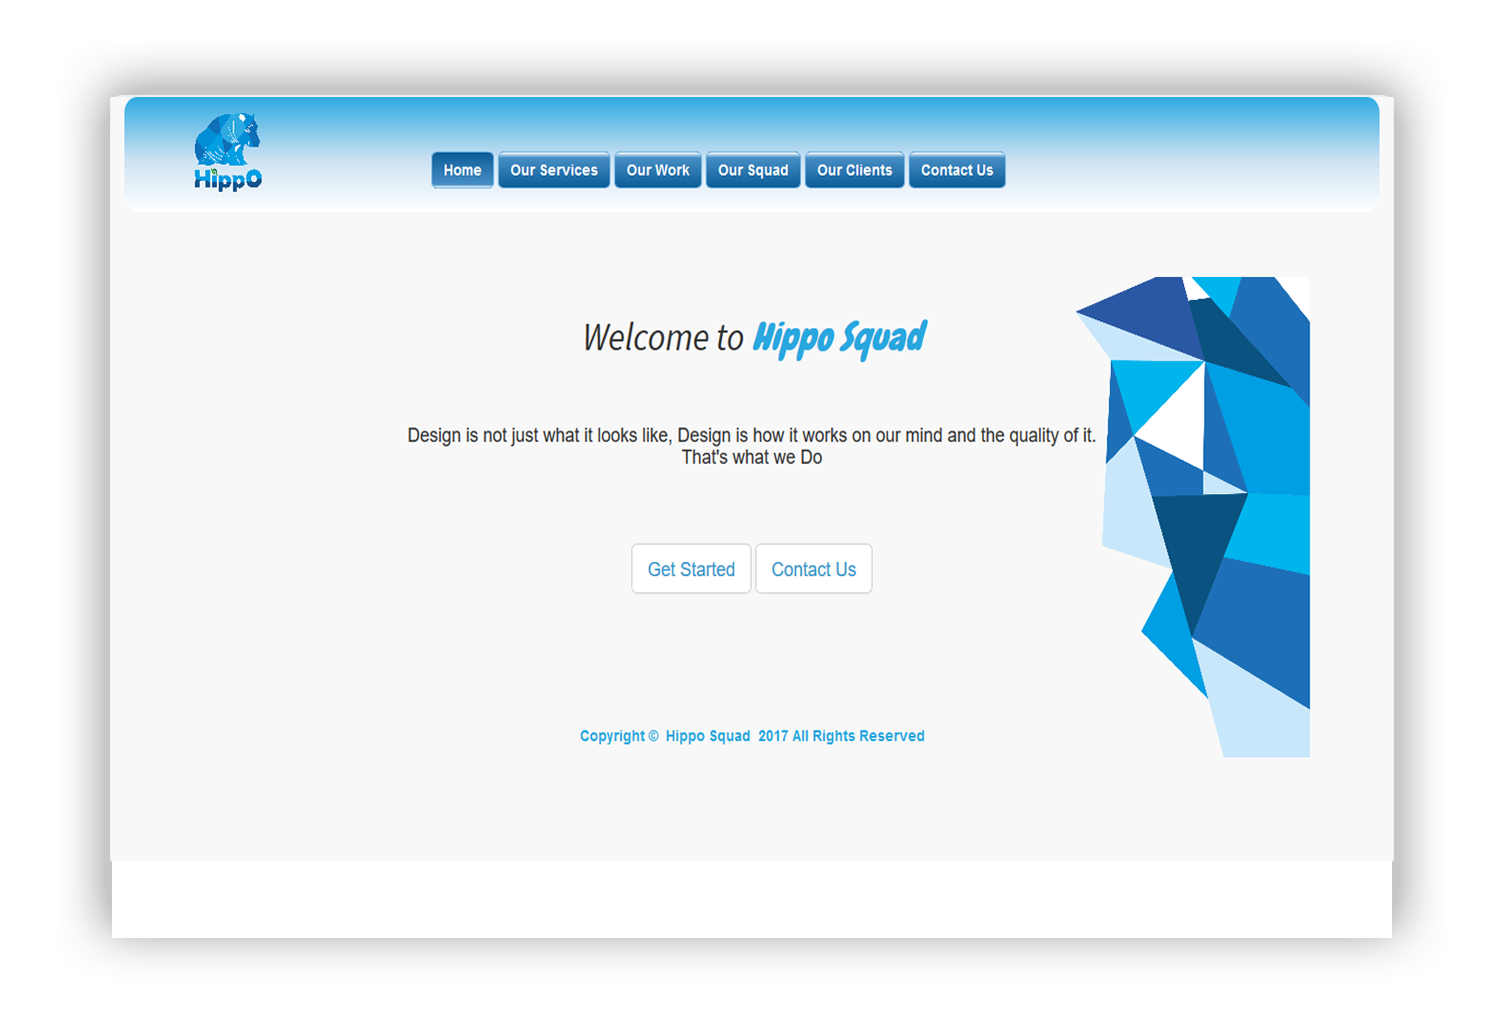 HippO
Home
Our Services
Our Work
Our Squad
Our Clients
Contact Us
Welcome to Hippo Squad
Design is not just what it looks like, Design is how it works on our mind and the quality of it.
That's what we Do
Get Started
Contact Us
Copyright © Hippo Squad 2017 All Rights Reserved